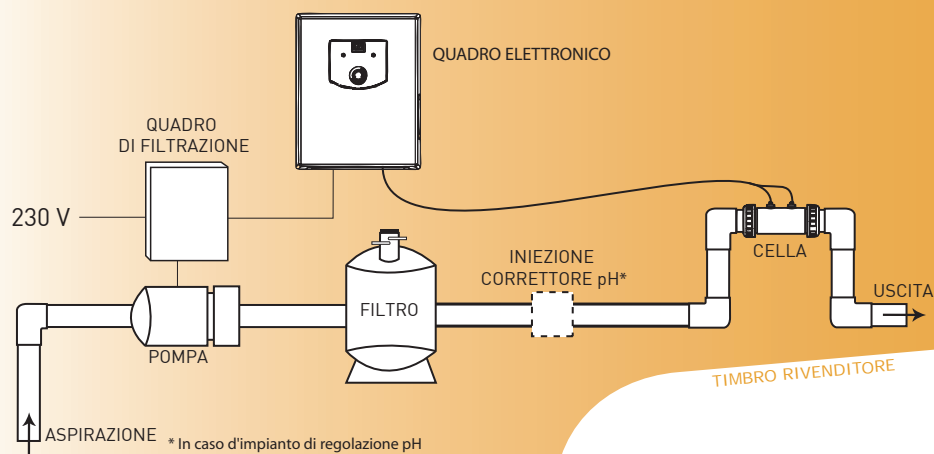 QUADRO ELETTRONICO
QUADRO
DI FILTRAZIONE
230 V
INIEZIONE
CORRETTORE pH*
CELLA
USCITA
FILTRO
POMPA
TIMBRO RIVENDITORE
ASPIRAZIONE
* In caso d'impianto di regolazione pH